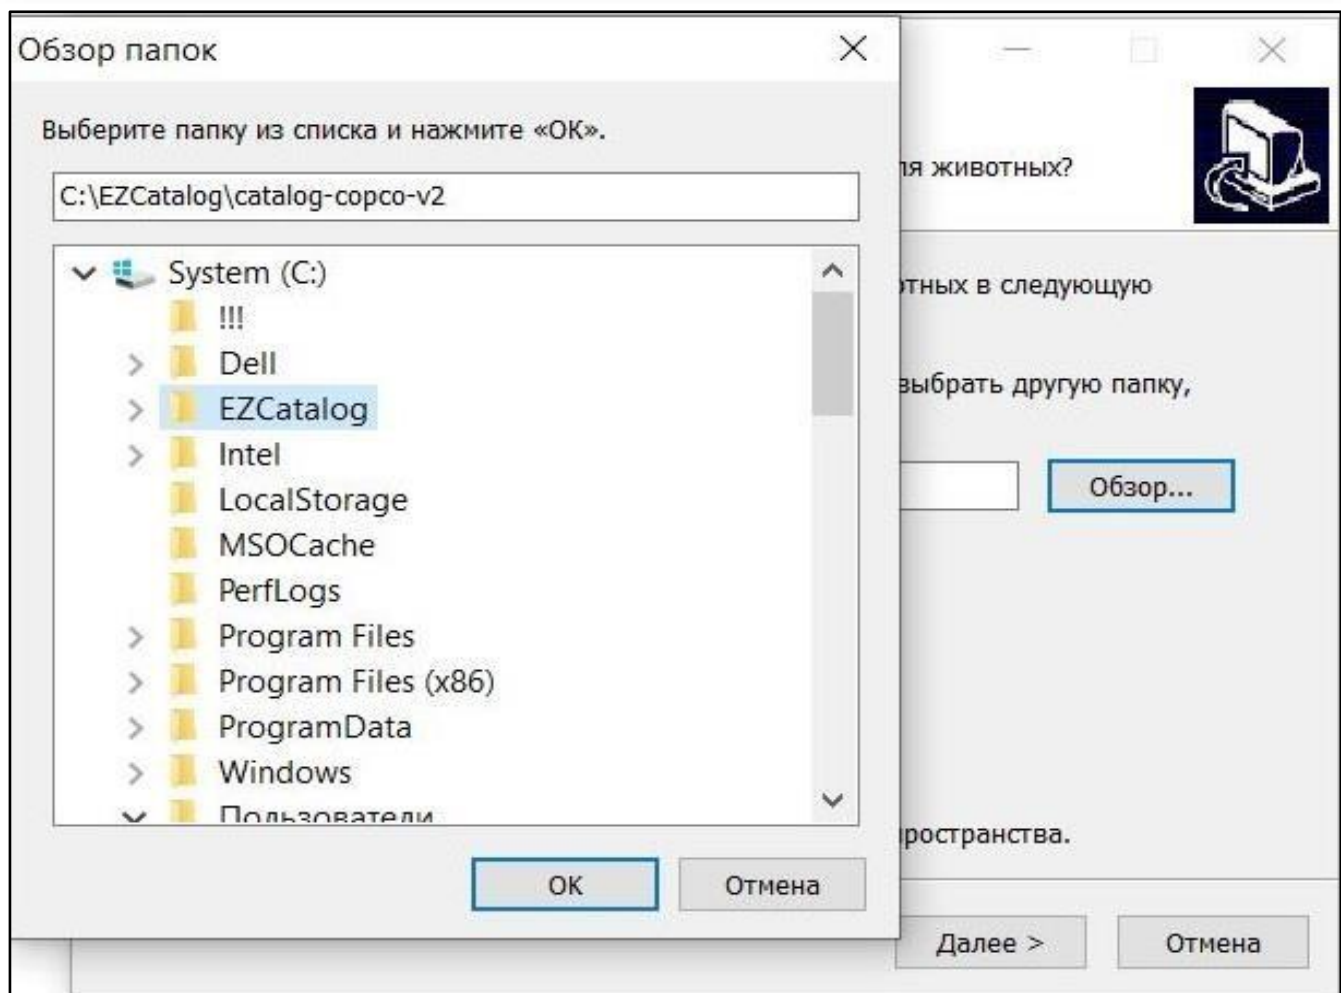 Обзор папок
Выберите папку из списка и нажмите «ОК».
C:\EZCatalog\catalog-copco-v2
System (C:)
!!!
Dell
EZCatalog
Intel
LocalStorage
MSOCache
PerfLogs
Program Files
Program Files (x86)
ProgramData
Windows
Пользователи
ОК
Отмена
ля животных?
отных в следующую
выбрать другую папку,
Обзор...
пространства.
Далее >
Отмена